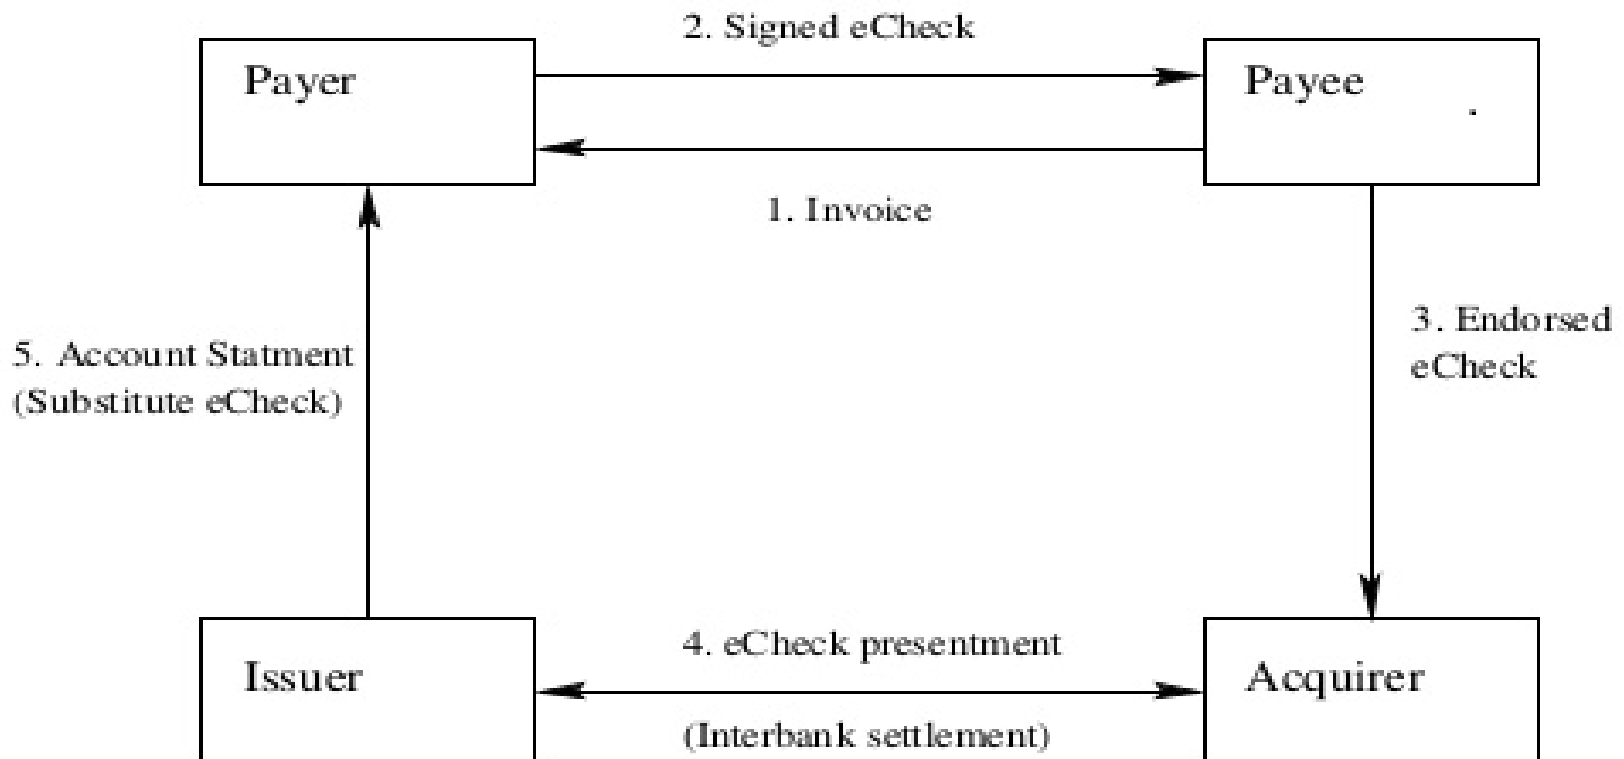 2. Signed eCheck
Payer
Payee
1. Invoice
3. Endorsed
eCheck
5. Account Statment
(Substitute eCheck)
4. eCheck presentment
Issuer
Acquirer
(Interbank settlement)